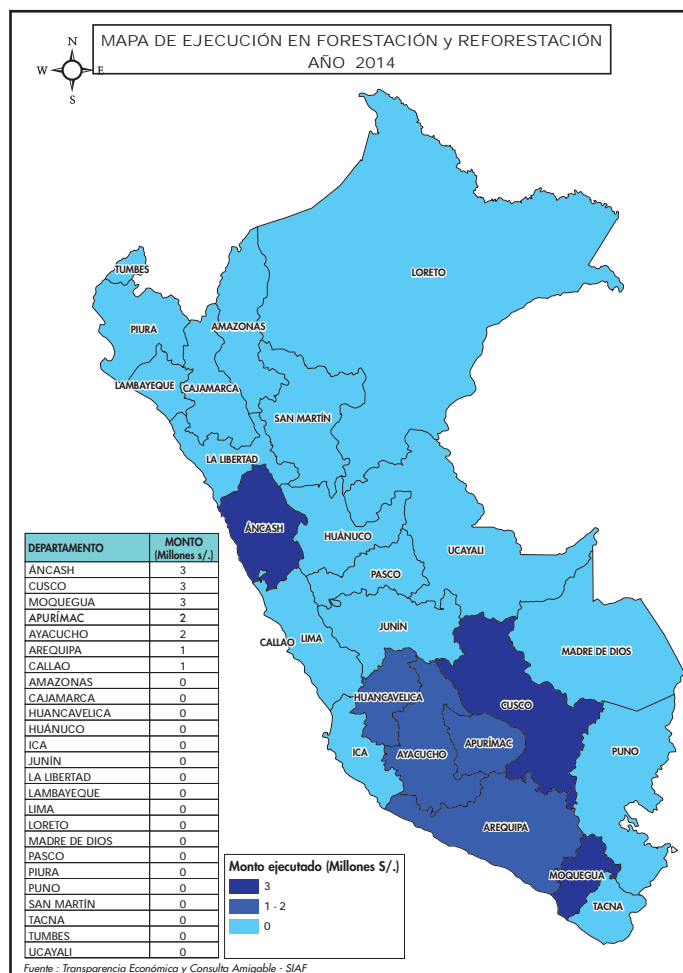 MAPA DE EJECUCIÓN EN FORESTACIÓN y REFORESTACIÓN
AÑO 2014
N
W
E
S
TUMBES
LORETO
PIURA
AMAZONAS
LAMBAYEQUE
CAJAMARCA
SAN MARTÍN
LA LIBERTAD
ÁNCASH
HUÁNUCO
UCAYALI
PASCO
JUNÍN
CALLAO
LIMA
MADRE DE DIOS
HUANCAVELICA
CUSCO
ICA
AYACUCHO
APURÍMAC
PUNO
AREQUIPA
MOQUEGUA
TACNA
DEPARTAMENTO MONTO
(Millones s/.)
ÁNCASH 3
CUSCO 3
MOQUEGUA 3
APURÍMAC 2
AYACUCHO 2
AREQUIPA 1
CALLAO 1
AMAZONAS 0
CAJAMARCA 0
HUANCAVELICA 0
HUÁNUCO 0
ICA 0
JUNÍN 0
LA LIBERTAD 0
LAMBAYEQUE 0
LIMA 0
LORETO 0
MADRE DE DIOS 0
PASCO 0
PIURA 0
PUNO 0
SAN MARTÍN 0
TACNA 0
TUMBES 0
UCAYALI 0
Monto ejecutado (Millones S/.)
3
1 - 2
0
Fuente : Transparencia Económica y Consulta Amigable - SIAF